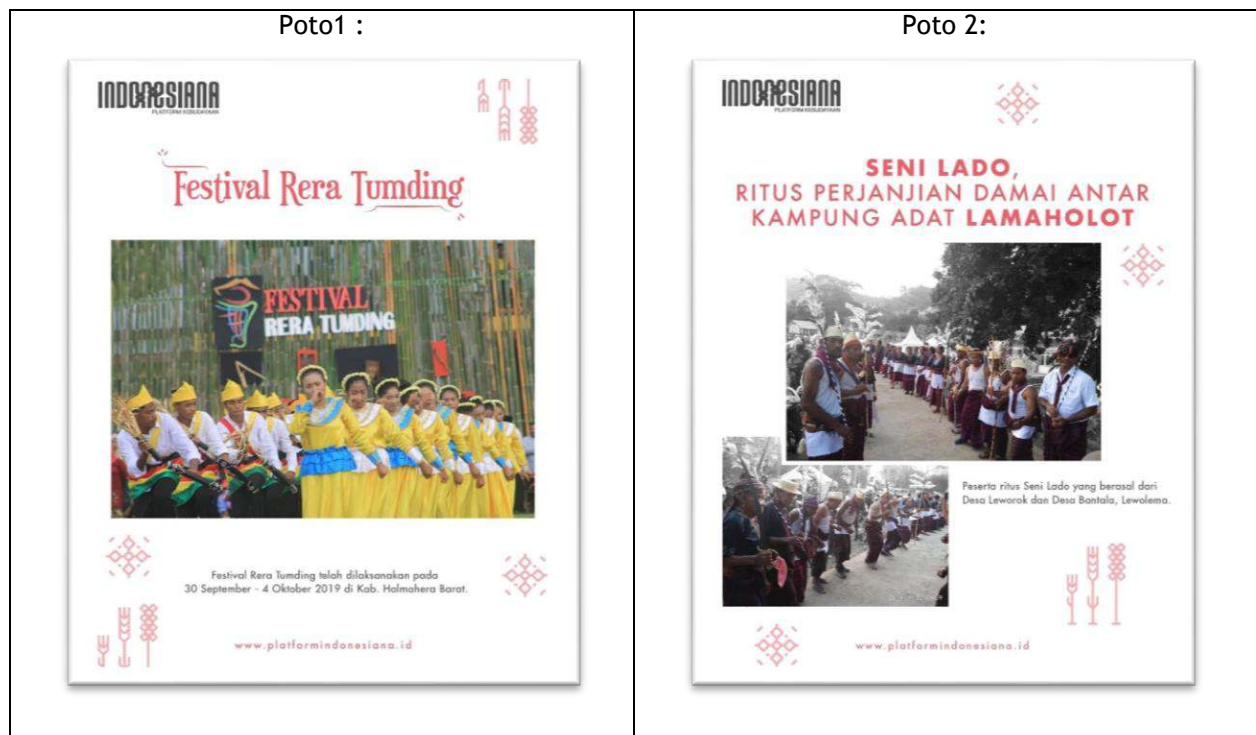 Poto1 :
INDONESIANA
PLATFORM KEBUDAYAAN
Festival Rera Tumding
FESTIVAL
RERA TUMDING
Festival Rera Tumding telah dilaksanakan pada
30 September - 4 Oktober 2019 di Kab. Halmahera Barat.
www.platformindonesiana.id
Poto 2:
INDONESIANA
PLATFORM KEBUDAYAAN
SENI LADO,
RITUS PERJANJIAN DAMAI ANTAR
KAMPUNG ADAT LAMAHOLOT
Peserta ritus Seni Lado yang berasal dari
Desa Leworok dan Desa Bantala, Lewolema.
www.platformindonesiana.id